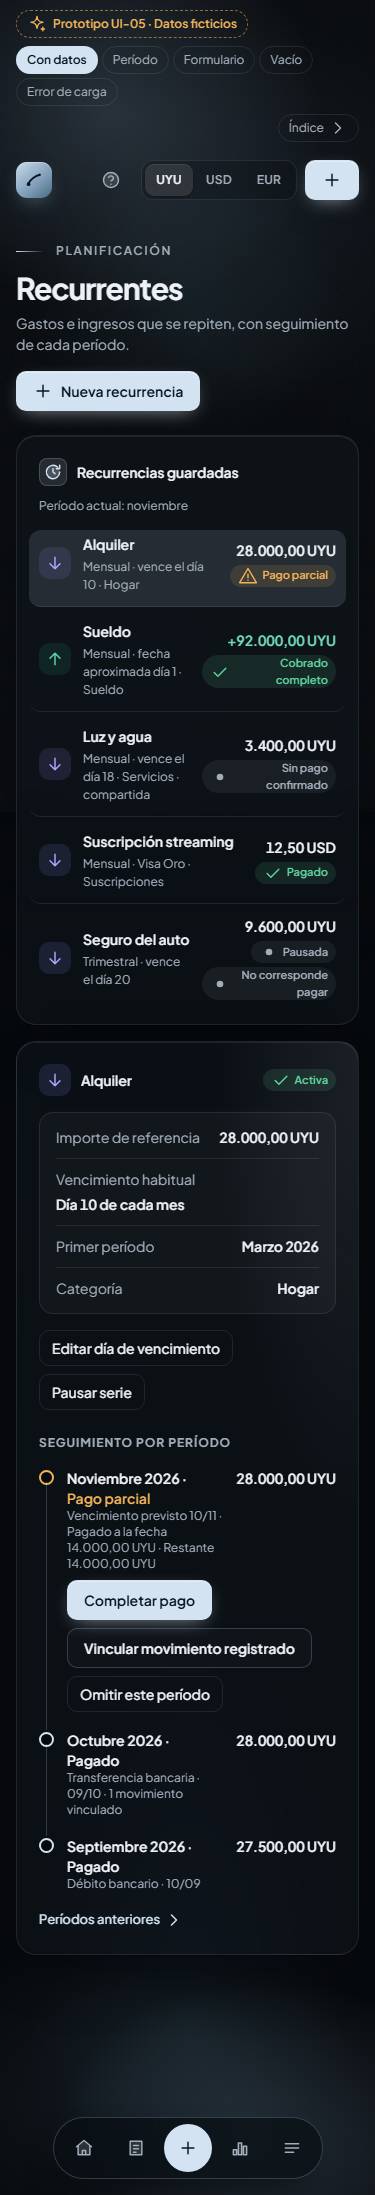 Prototipo UI-05 · Datos ficticios
Con datos
Período
Formulario
Vacío
Error de carga
Índice
UYU
USD
EUR
PLANIFICACIÓN
Recurrentes
Gastos e ingresos que se repiten, con seguimiento
de cada período.
Nueva recurrencia
Recurrencias guardadas
Período actual: noviembre
Alquiler
Mensual · vence el día
10 · Hogar
28.000,00 UYU
Pago parcial
Sueldo
Mensual · fecha
aproximada día 1 ·
Sueldo
+92.000,00 UYU
Cobrado
completo
Luz y agua
Mensual · vence el
día 18 · Servicios ·
compartida
3.400,00 UYU
Sin pago
confirmado
Suscripción streaming
Mensual · Visa Oro ·
Suscripciones
12,50 USD
Pagado
Seguro del auto
Trimestral · vence
el día 20
9.600,00 UYU
Pausada
No corresponde
pagar
Alquiler
Activa
Importe de referencia
28.000,00 UYU
Vencimiento habitual
Día 10 de cada mes
Primer período
Marzo 2026
Categoría
Hogar
Editar día de vencimiento
Pausar serie
SEGUIMIENTO POR PERÍODO
Noviembre 2026 ·
Pago parcial
28.000,00 UYU
Vencimiento previsto 10/11 ·
Pagado a la fecha
14.000,00 UYU · Restante
14.000,00 UYU
Completar pago
Vincular movimiento registrado
Omitir este período
Octubre 2026 ·
Pagado
28.000,00 UYU
Transferencia bancaria ·
09/10 · 1 movimiento
vinculado
Septiembre 2026 ·
Pagado
27.500,00 UYU
Débito bancario · 10/09
Períodos anteriores